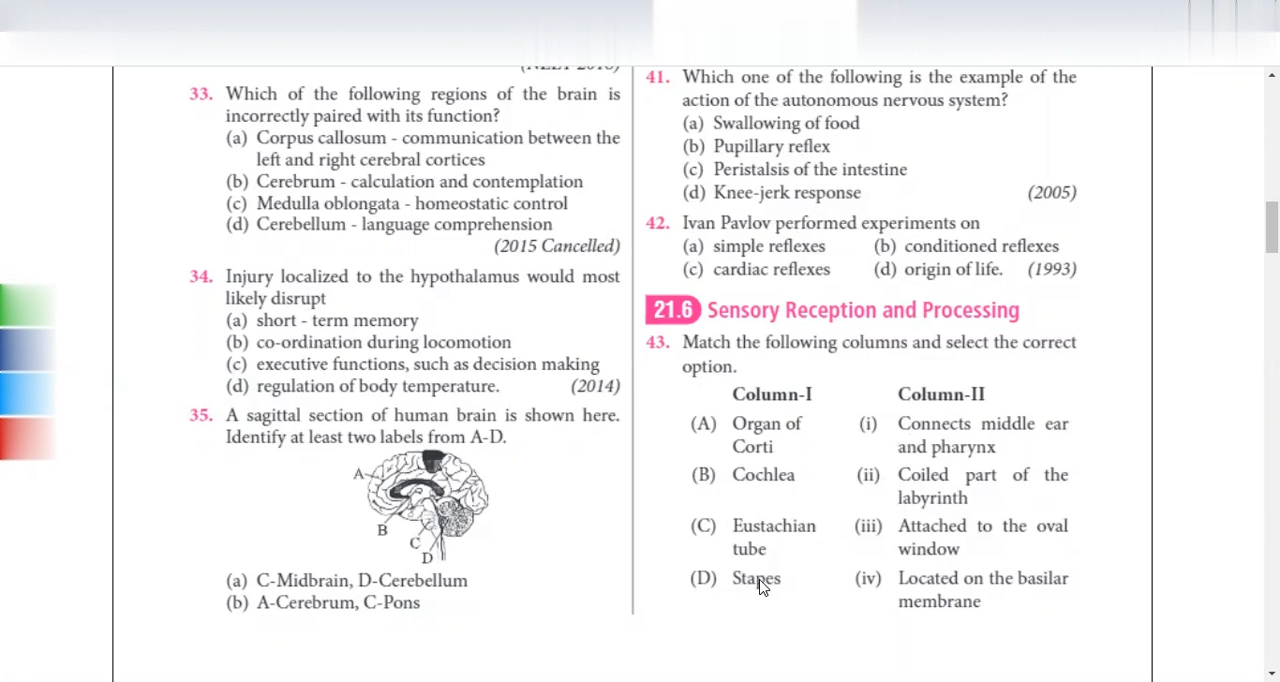 33. Which of the following regions of the brain is
incorrectly paired with its function?
(a) Corpus callosum - communication between the
left and right cerebral cortices
(b) Cerebrum - calculation and contemplation
(c) Medulla oblongata - homeostatic control
(d) Cerebellum - language comprehension
(2015 Cancelled)
34. Injury localized to the hypothalamus would most
likely disrupt
(a) short - term memory
(b) co-ordination during locomotion
(c) executive functions, such as decision making
(d) regulation of body temperature. (2014)
35. A sagittal section of human brain is shown here.
Identify at least two labels from A-D.
A
B
C
D
(a) C-Midbrain, D-Cerebellum
(b) A-Cerebrum, C-Pons
41. Which one of the following is the example of the
action of the autonomous nervous system?
(a) Swallowing of food
(b) Pupillary reflex
(c) Peristalsis of the intestine
(d) Knee-jerk response (2005)
42. Ivan Pavlov performed experiments on
(a) simple reflexes (b) conditioned reflexes
(c) cardiac reflexes (d) origin of life. (1993)
21.6 Sensory Reception and Processing
43. Match the following columns and select the correct
option.
Column-I Column-II
(A) Organ of (i) Connects middle ear
Corti and pharynx
(B) Cochlea (ii) Coiled part of the
labyrinth
(C) Eustachian (iii) Attached to the oval
tube window
(D) Stapes (iv) Located on the basilar
membrane